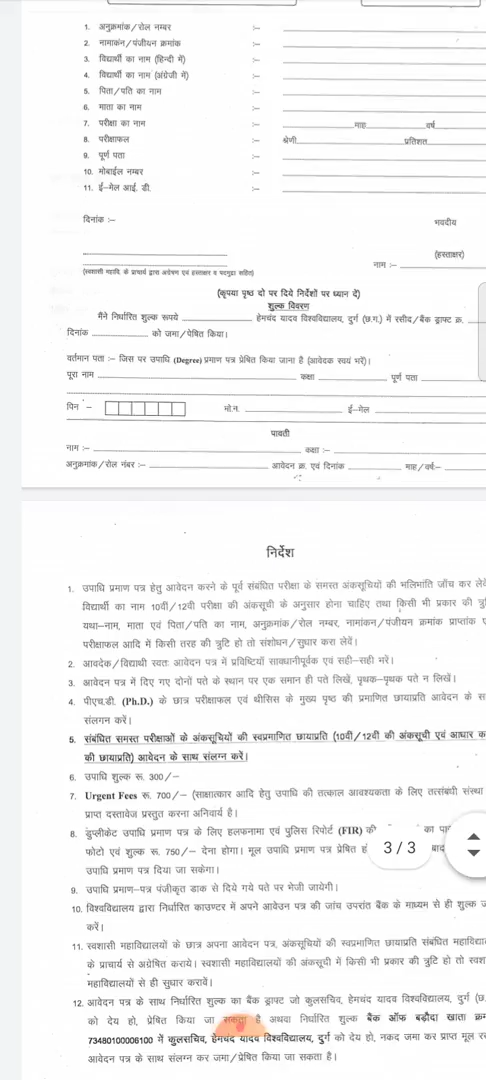 1. अनुक्रमांक/रोल नम्बर :–
2. नामाकंन/पंजीयन क्रमांक :–
3. विद्यार्थी का नाम (हिन्दी में) :–
4. विद्यार्थी का नाम (अंग्रेजी में) :–
5. पिता/पति का नाम :–
6. माता का नाम :–
7. परीक्षा का नाम :– माह वर्ष
8. परीक्षाफल :– श्रेणी प्रतिशत
9. पूर्ण पता :–
10. मोबाईल नम्बर :–
11. ई–मेल आई. डी. :–
दिनांक :–
भवदीय
(हस्ताक्षर)
नाम :–
(स्वशासी महावि. के प्राचार्य द्वारा अग्रेषण एवं हस्ताक्षर व पदमुद्रा सहित)
(कृपया पृष्ठ दो पर दिये निर्देशों पर ध्यान दें)
शुल्क विवरण
मैंने निर्धारित शुल्क रूपये हेमचंद यादव विश्वविद्यालय, दुर्ग (छ.ग.) में रसीद/बैंक ड्राफ्ट क्र.
दिनांक को जमा/पेषित किया।
वर्तमान पता :– जिस पर उपाधि (Degree) प्रमाण पत्र प्रेषित किया जाना है (आवेदक स्वयं भरें)।
पूरा नाम कक्षा पूर्ण पता
पिन – मो.न. ई–मेल
पावती
नाम :– कक्षा :–
अनुक्रमांक/रोल नंबर :– आवेदन क्र. एवं दिनांक माह/वर्ष:–
निर्देश
1. उपाधि प्रमाण पत्र हेतु आवेदन करने के पूर्व संबंधित परीक्षा के समस्त अंकसूचियों की भलिभांति जाँच कर लेवें
विद्यार्थी का नाम 10वीं/12वी परीक्षा की अंकसूची के अनुसार होना चाहिए तथा किसी भी प्रकार की
यथा–नाम, माता एवं पिता/पति का नाम, अनुक्रमांक/रोल नम्बर, नामांकन/पंजीयन क्रमांक प्राप्तांक
परीक्षाफल आदि में किसी तरह की त्रुटि हो तो संशोधन/सुधार करा लेवें।
2. आवदेक/विद्याथी स्वतः आवेदन पत्र में प्रविष्टियाँ सावधानीपूर्वक एवं सही–सही भरें।
3. आवेदन पत्र में दिए गए दोनों पते के स्थान पर एक समान ही पते लिखें, पृथक–पृथक पते न लिखें।
4. पीएच.डी. (Ph.D.) के छात्र परीक्षाफल एवं थीसिस के मुख्य पृष्ठ की प्रमाणित छायाप्रति आवेदन के
संलगन करें।
5. संबंधित समस्त परीक्षाओं के अंकसूचियों की स्वप्रमाणित छायाप्रति (10वीं/12वी की अंकसूची एवं आधार
की छायाप्रति) आवेदन के साथ संलग्न करें।
6. उपाधि शुल्क रू. 300/–
7. Urgent Fees रू. 700/– (साक्षात्कार आदि हेतु उपाधि की तत्काल आवश्यकता के लिए तत्संबंधी संस्था
प्राप्त दस्तावेज प्रस्तुत करना अनिवार्य है।
8. डुप्लीकेट उपाधि प्रमाण पत्र के लिए हलफनामा एवं पुलिस रिपोर्ट (FIR) की का
फोटो एवं शुल्क रू. 750/– देना होगा। मूल उपाधि प्रमाण पत्र प्रेषित 3 / 3 बाद
उपाधि प्रमाण पत्र दिया जा सकेगा।
9. उपाधि प्रमाण–पत्र पंजीकृत डाक से दिये गये पते पर भेजी जायेगी।
10. विश्वविद्यालय द्वारा निर्धारित काउण्टर में अपने आवेउन पत्र की जांच उपरांत बैंक के माध्यम से ही शुल्क
करें।
11. स्वशासी महाविद्यालयों के छात्र अपना आवेदन पत्र, अंकसूचियों की स्वप्रमाणित छायाप्रति संबंधित
के प्राचार्य से अग्रेषित कराये। स्वशासी महाविद्यालयों की अंकसूची में किसी भी प्रकार की त्रुटि हो तो
महाविद्यालयों से ही सुधार करावें।
12. आवेदन पत्र के साथ निर्धारित शुल्क का बैंक ड्राफ्ट जो कुलसचिव, हेमचंद यादव विश्वविद्यालय, दुर्ग
को देय हो, प्रेषित किया जा सकता है अथवा निर्धारित शुल्क बैंक ऑफ बड़ौदा खाता
73480100006100 में कुलसचिव, हेमचंद यादव विश्वविद्यालय, दुर्ग को देय हो, नकद जमा कर प्राप्त मूल
आवेदन पत्र के साथ संलग्न कर जमा/प्रेषित किया जा सकता है।